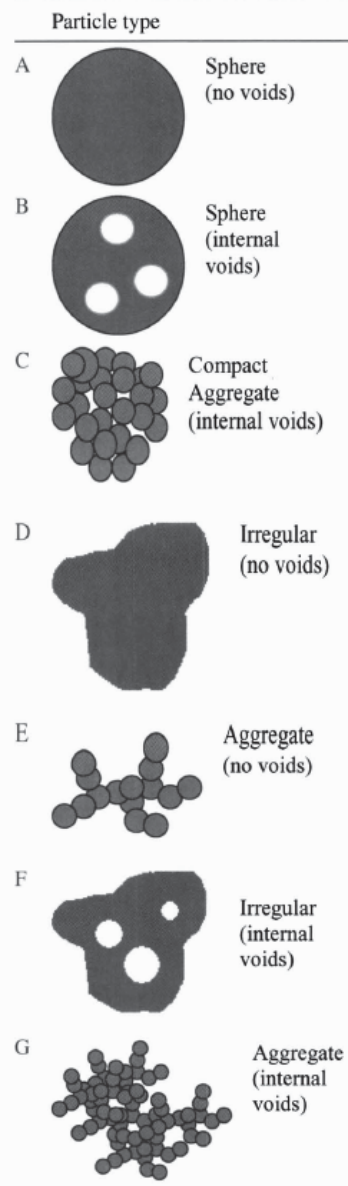 Particle type
A
Sphere
(no voids)
B
Sphere
(internal
voids)
C
Compact
Aggregate
(internal voids)
D
Irregular
(no voids)
E
Aggregate
(no voids)
F
Irregular
(internal
voids)
G
Aggregate
(internal
voids)